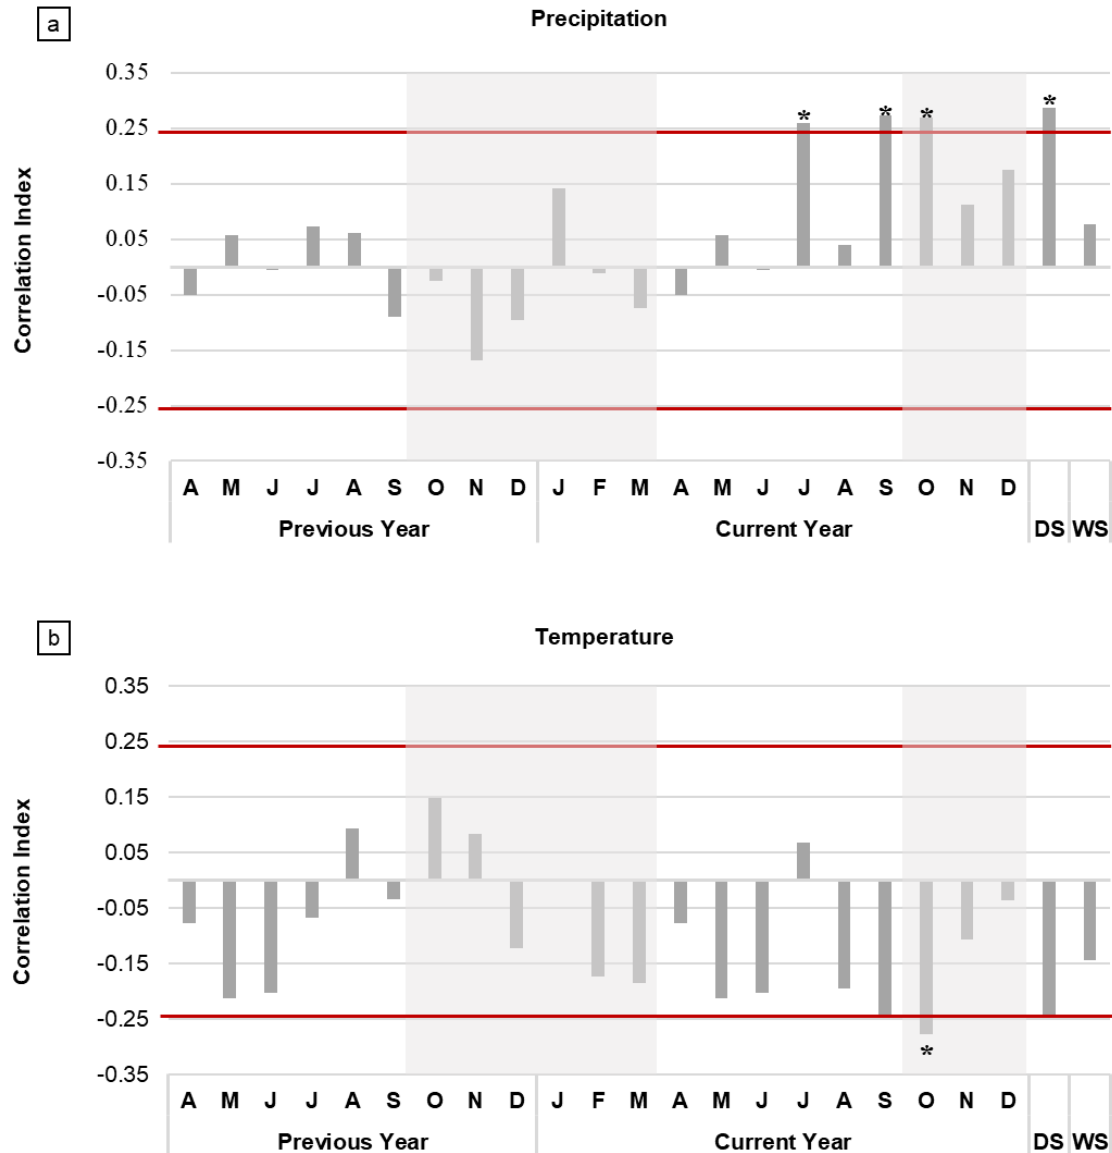 a
Precipitation
Correlation Index
0.35
0.25
0.15
0.05
-0.05
-0.15
-0.25
-0.35
* * * *
A M J J A S O N D J F M A M J J A S O N D
Previous Year Current Year DS WS
b
Temperature
Correlation Index
0.35
0.25
0.15
0.05
-0.05
-0.15
-0.25
-0.35
*
A M J J A S O N D J F M A M J J A S O N D
Previous Year Current Year DS WS